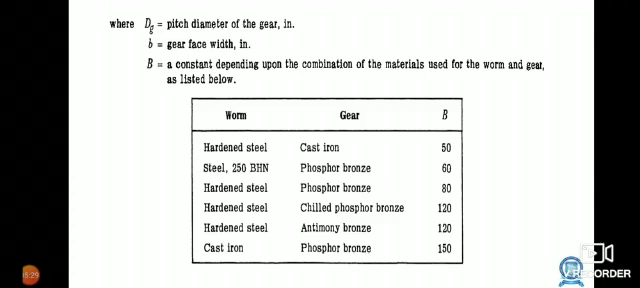 where Dg = pitch diameter of the gear, in.
b = gear face width, in.
B = a constant depending upon the combination of the materials used for the worm and gear,
as listed below.
Worm Gear B
Hardened steel Cast iron 50
Steel, 250 BHN Phosphor bronze 60
Hardened steel Phosphor bronze 80
Hardened steel Chilled phosphor bronze 120
Hardened steel Antimony bronze 120
Cast iron Phosphor bronze 150
15:29
RECORDER